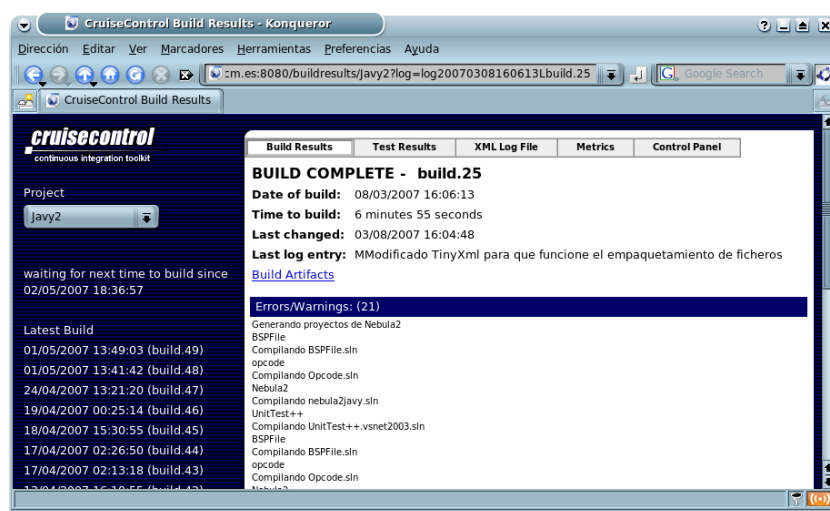 CruiseControl Build Results - Konqueror
Dirección Editar Ver Marcadores Herramientas Preferencias Ayuda
:m.es:8080/buildresults/Javy2?log=log20070308160613Lbuild.25
Google Search
CruiseControl Build Results
cruisecontrol
continuous integration toolkit
Project
Javy2
waiting for next time to build since
02/05/2007 18:36:57
Latest Build
01/05/2007 13:49:03 (build.49)
01/05/2007 13:41:42 (build.48)
24/04/2007 13:21:20 (build.47)
19/04/2007 00:25:14 (build.46)
18/04/2007 15:30:55 (build.45)
17/04/2007 02:26:50 (build.44)
17/04/2007 02:13:18 (build.43)
Build Results Test Results XML Log File Metrics Control Panel
BUILD COMPLETE - build.25
Date of build: 08/03/2007 16:06:13
Time to build: 6 minutes 55 seconds
Last changed: 03/08/2007 16:04:48
Last log entry: MModificado TinyXml para que funcione el empaquetamiento de ficheros
Build Artifacts
Errors/Warnings: (21)
Generando proyectos de Nebula2
BSPFile
Compilando BSPFile.sln
opcode
Compilando Opcode.sln
Nebula2
Compilando nebula2javy.sln
UnitTest++
Compilando UnitTest++.vsnet2003.sln
BSPFile
Compilando BSPFile.sln
opcode
Compilando Opcode.sln